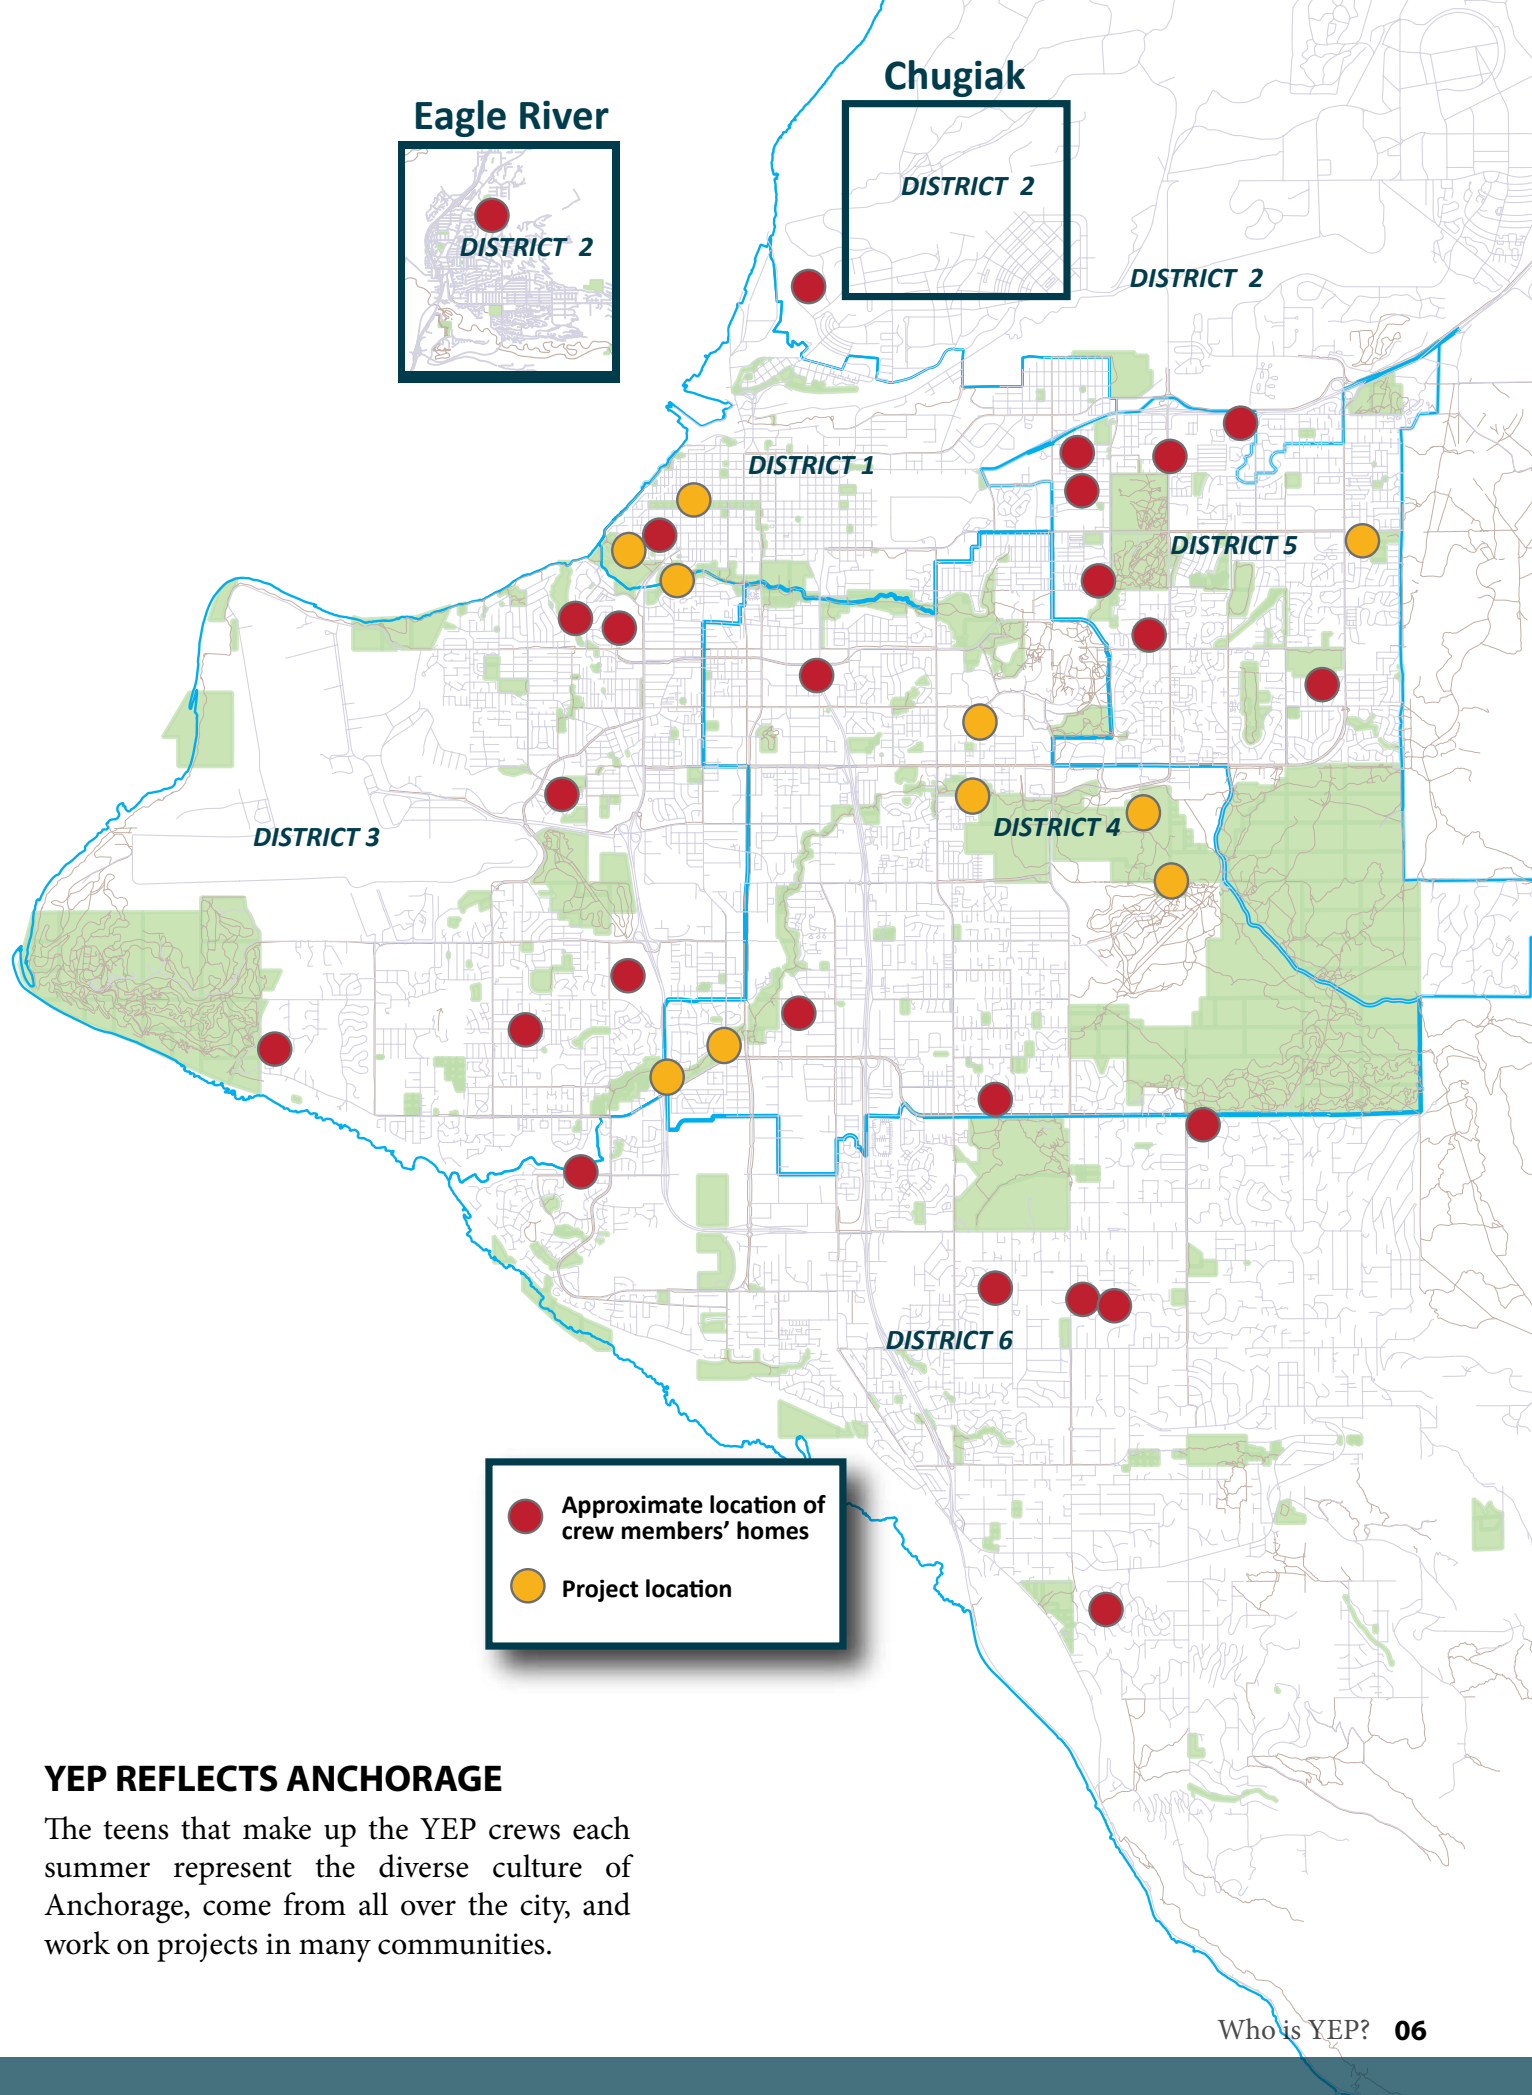 Chugiak
Eagle River
DISTRICT 2
DISTRICT 2
DISTRICT 2
DISTRICT 1
DISTRICT 5
DISTRICT 4
DISTRICT 3
DISTRICT 6
Approximate location of
crew members’ homes
Project location
YEP REFLECTS ANCHORAGE
The teens that make up the YEP crews each
summer represent the diverse culture of
Anchorage, come from all over the city, and
work on projects in many communities.
Who is YEP? 06